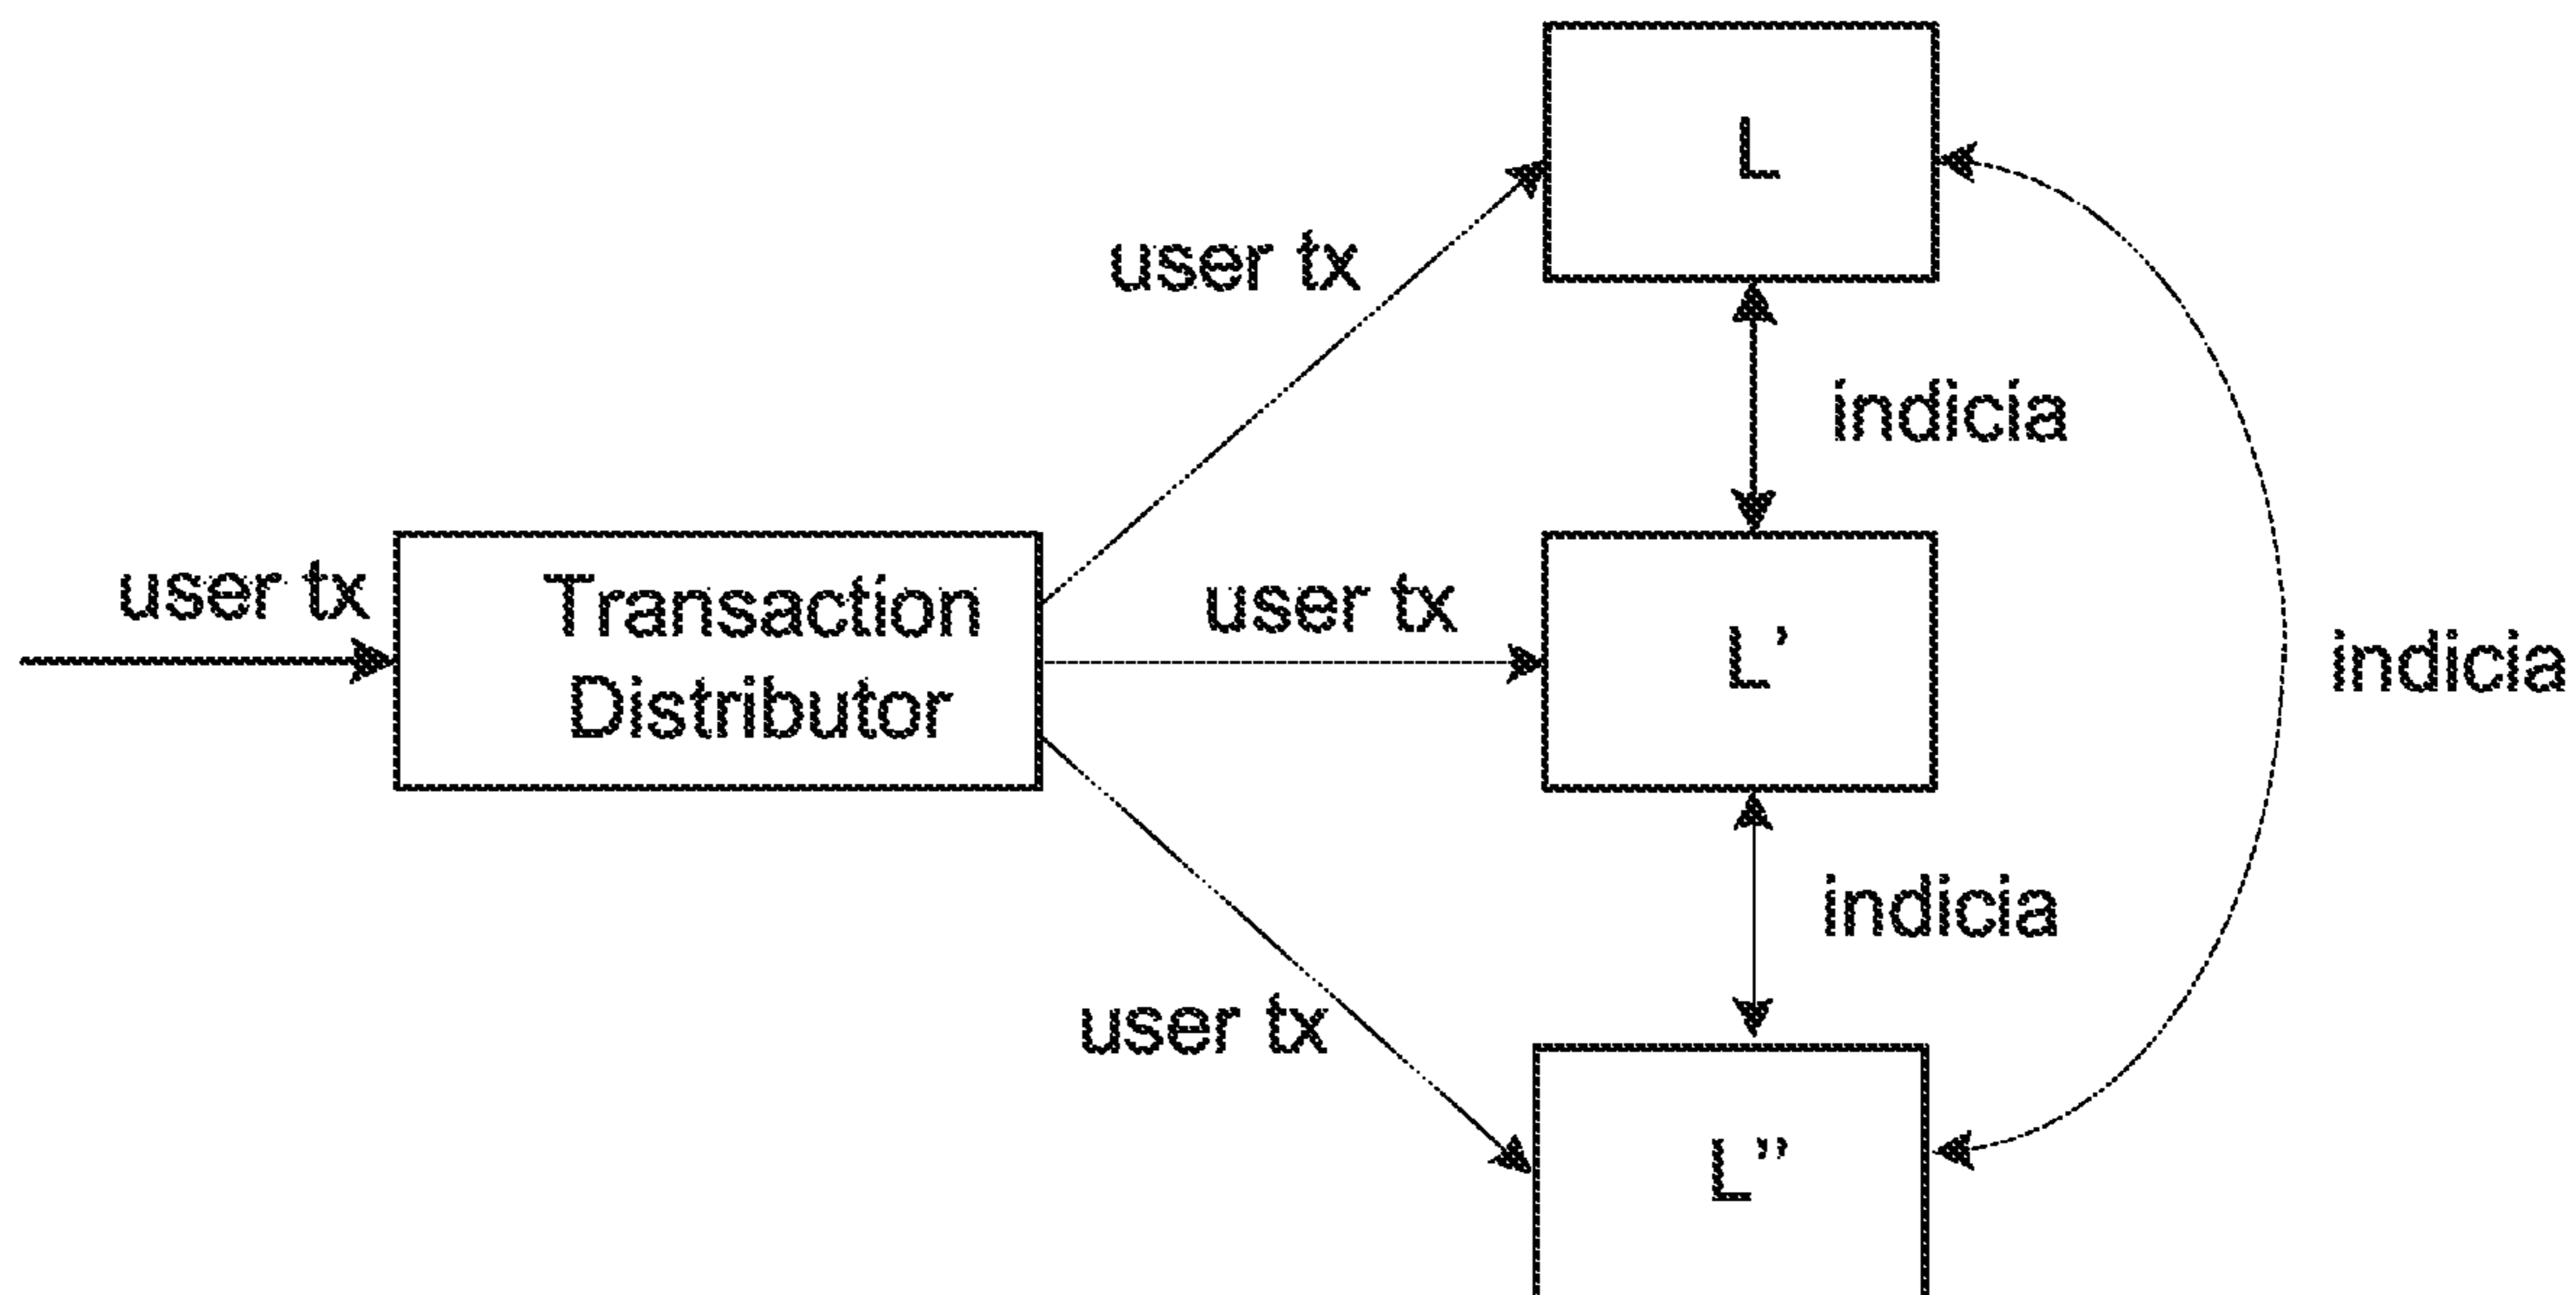 L
user tx
indicia
user tx
Transaction
Distributor
user tx
L'
indicia
indicia
user tx
L''